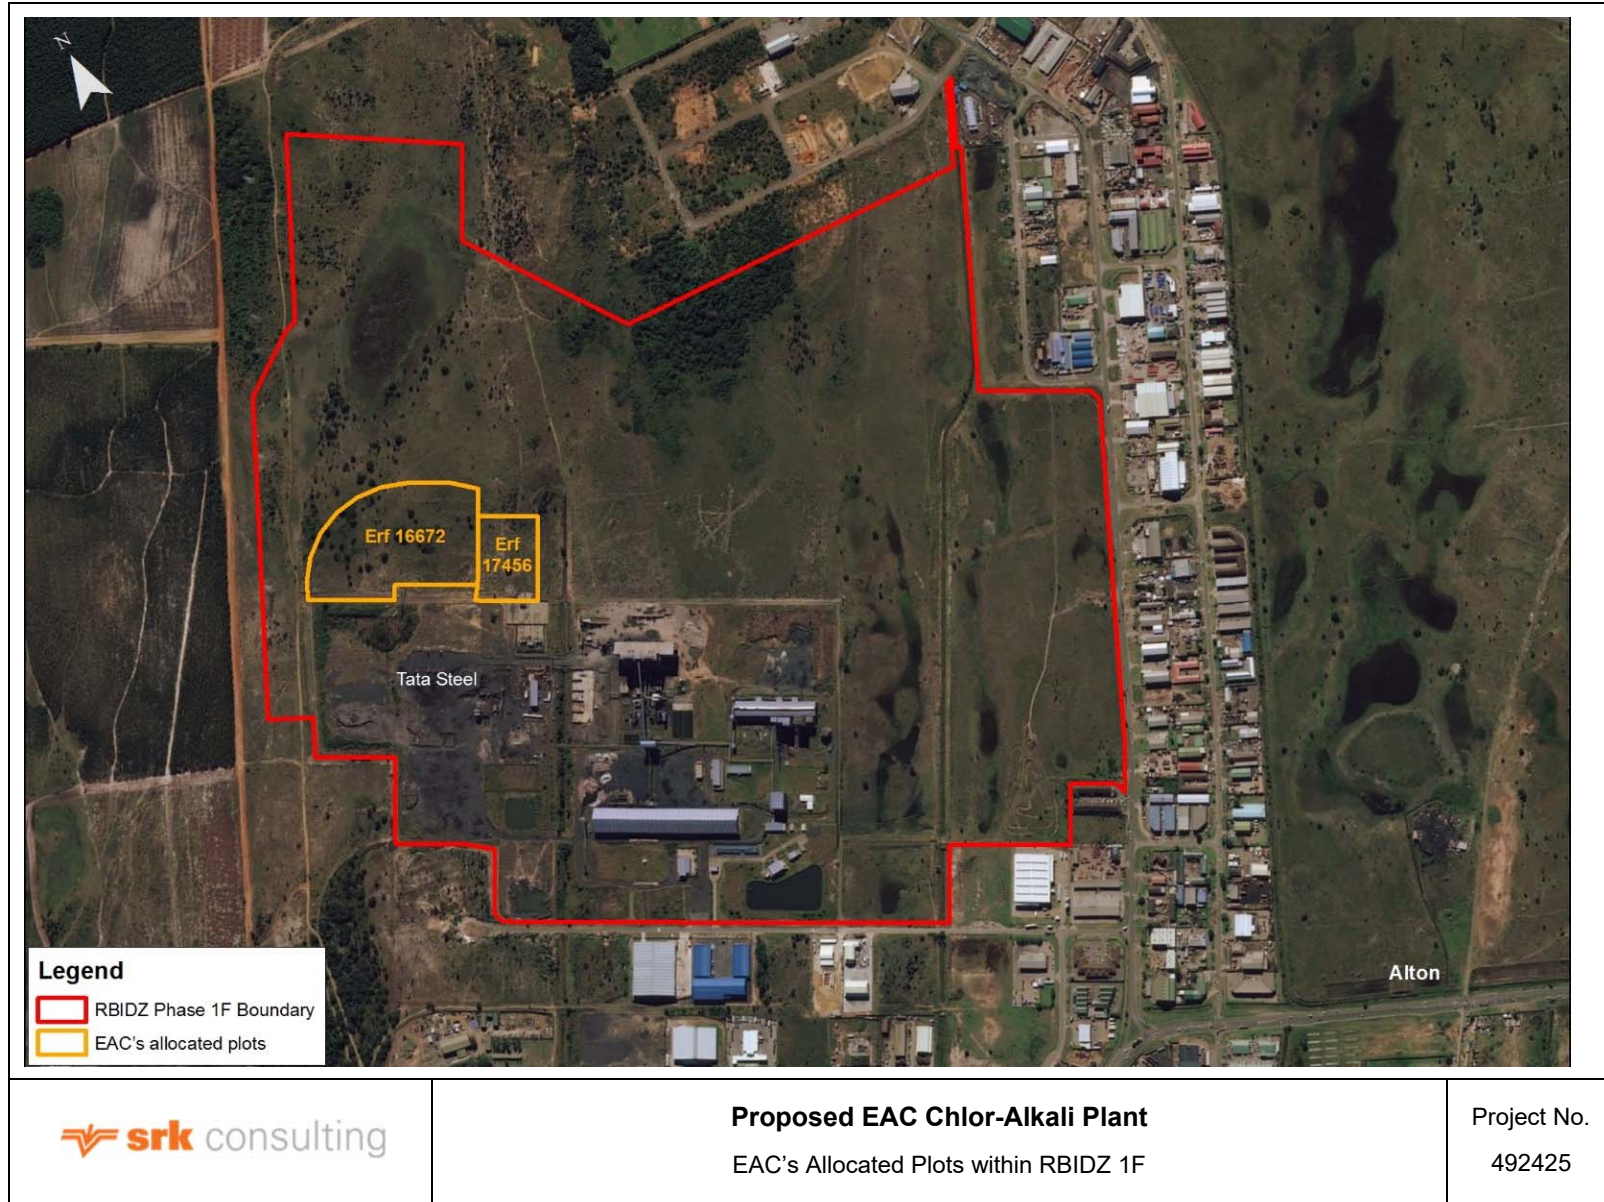 N
Erf 16672
Erf
17456
Tata Steel
Alton
Legend
RBIDZ Phase 1F Boundary
EAC's allocated plots
srk consulting
Proposed EAC Chlor-Alkali Plant
EAC's Allocated Plots within RBIDZ 1F
Project No.
492425